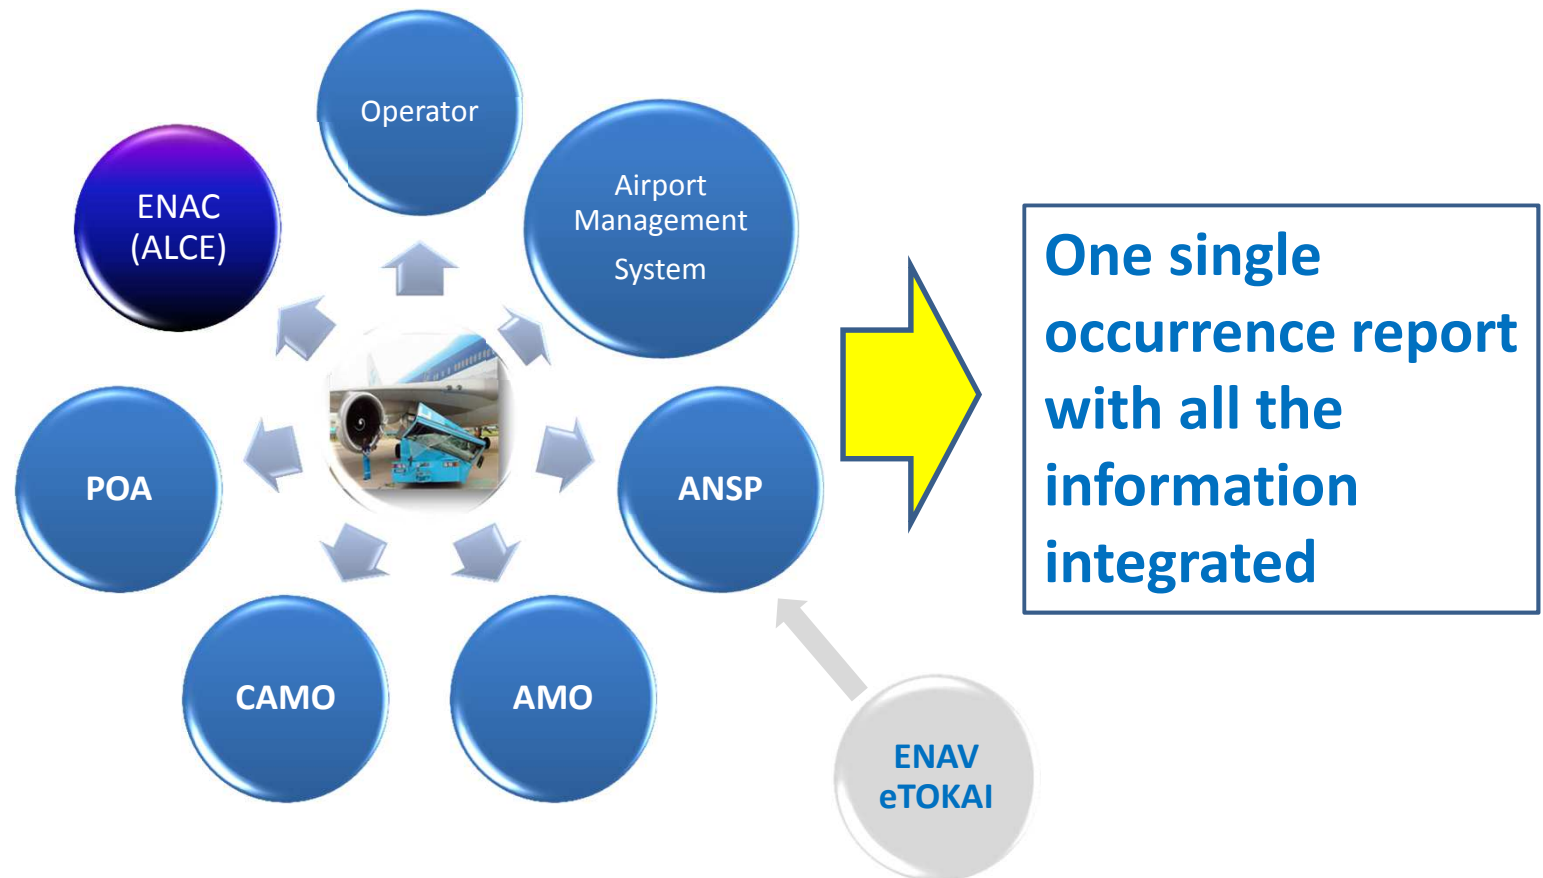 Operator
Airport
Management
System
ENAC
(ALCE)
POA
ANSP
CAMO
AMO
ENAV
eTOKAI
One single
occurrence report
with all the
information
integrated